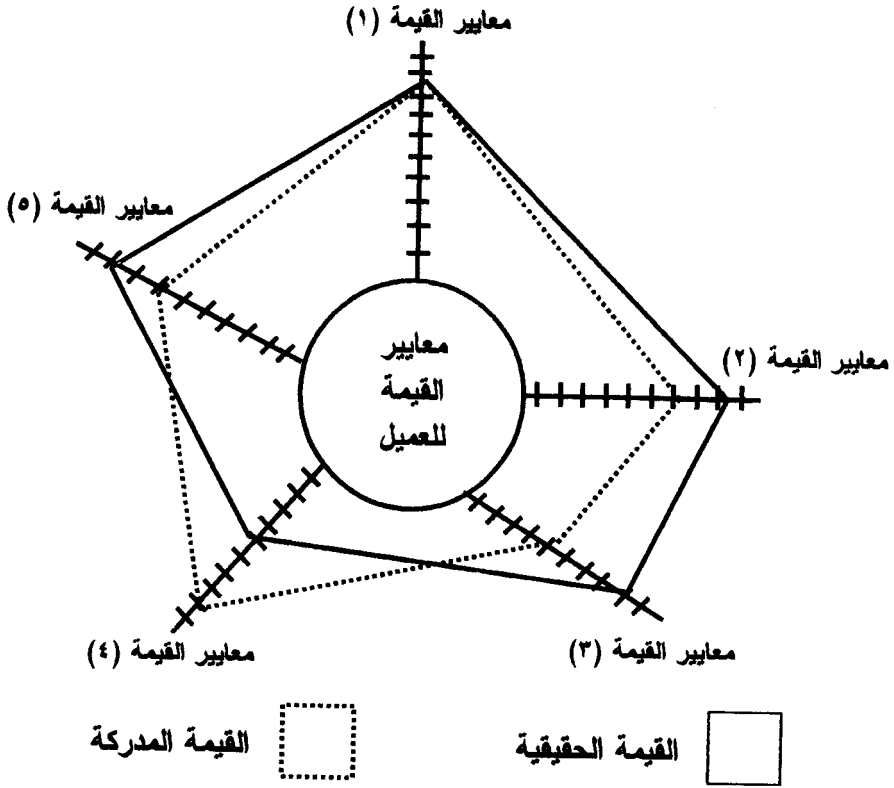 معايير القيمة (١)
معايير القيمة (٥)
معايير القيمة (٢)
معايير
القيمة
للعميل
معايير القيمة (٤)
معايير القيمة (٣)
القيمة الحقيقية
القيمة المدركة